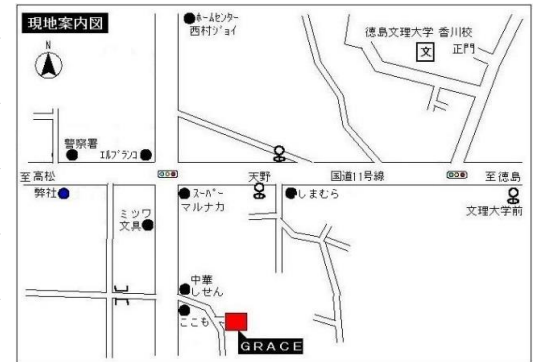 現地案内図
N
ホームセンター
西村ジョイ
徳島文理大学 香川校
文
正門
警察署
エルブランコ
至高松
天野
国道11号線
至徳島
弊社
スーパー
マルナカ
しまむら
文理大学前
ミツワ
文具
中華
しせん
ここも
GRACE